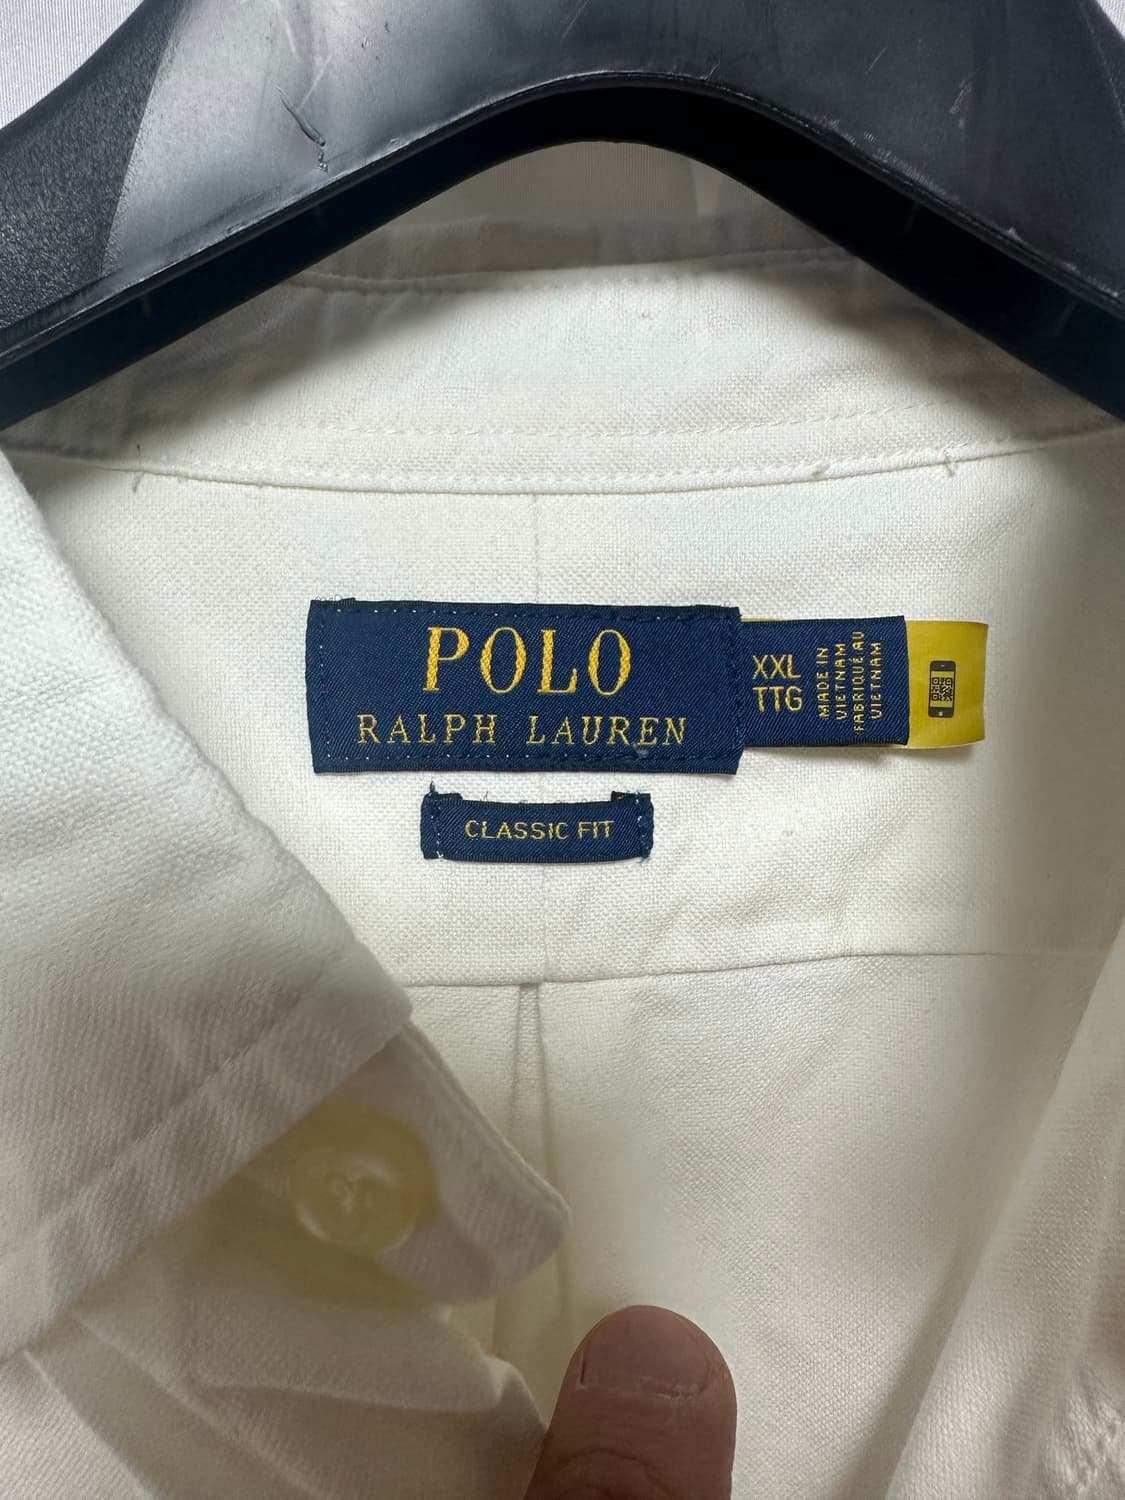 POLO
RALPH LAUREN
XXL
TTG
MADE IN
VIETNAM
FABRIQUÉ AU
VIETNAM
CLASSIC FIT